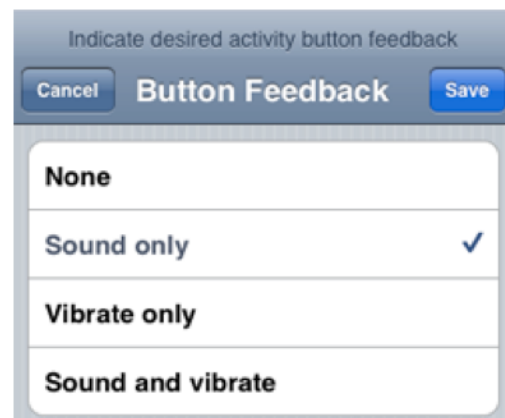 Indicate desired activity button feedback
Cancel Button Feedback Save
None
Sound only
Vibrate only
Sound and vibrate